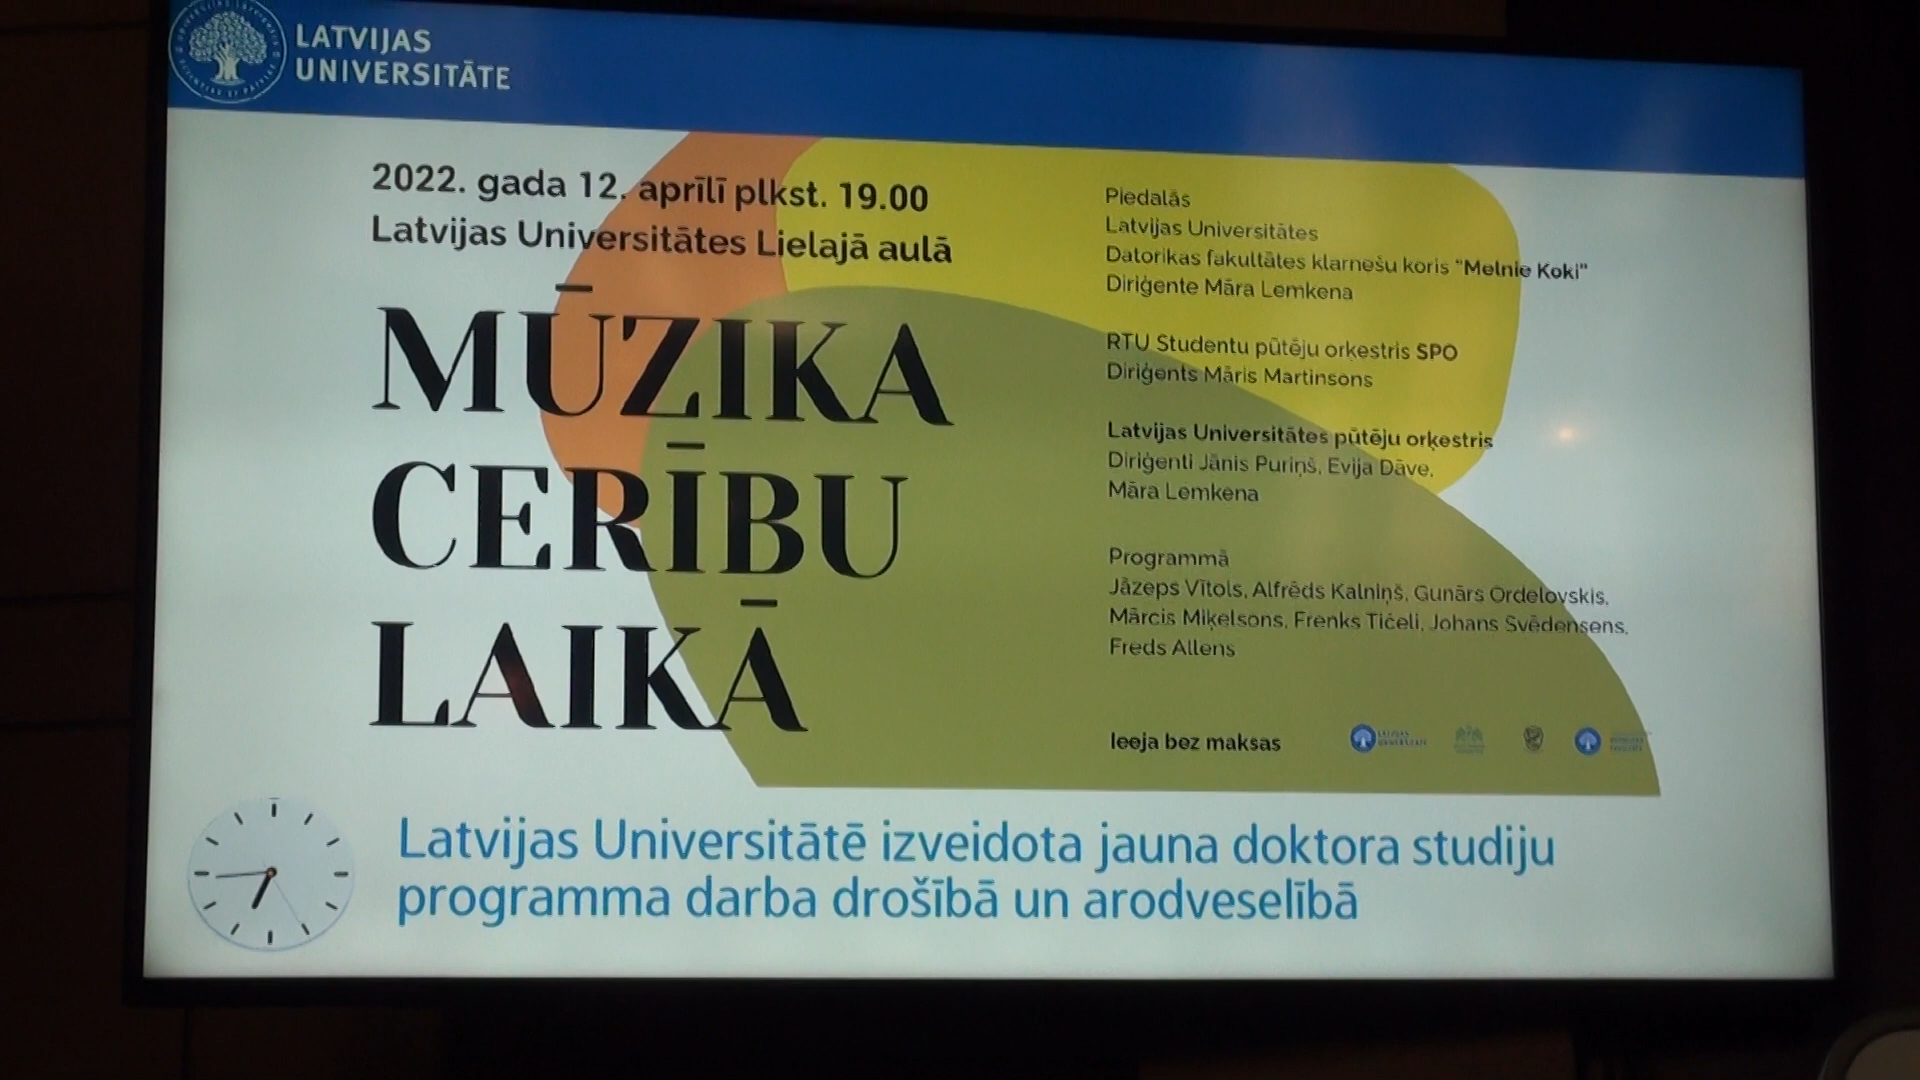 LATVIJAS
UNIVERSITĀTE
2022. gada 12. aprīlī plkst. 19.00
Latvijas Universitātes Lielajā aulā
MŪZIKA
CERĪBU
LAIKĀ
Piedalās
Latvijas Universitātes
Datorikas fakultātes klarnešu koris "Melnie Koki"
Diriģente Māra Lemkena
RTU Studentu pūtēju orķestris SPO
Diriģents Māris Martinsons
Latvijas Universitātes pūtēju orķestris
Diriģenti Jānis Puriņš, Evija Dāve,
Māra Lemkena
Programmā
Jāzeps Vītols, Alfrēds Kalniņš, Gunārs Ordelovskis,
Mārcis Miķelsons, Frenks Tičeli, Johans Svēdensens,
Freds Allens
Ieeja bez maksas
LATVIJAS
UNIVERSITĀTE
Latvijas Universitātē izveidota jauna doktora studiju
programma darba drošībā un arodveselībā